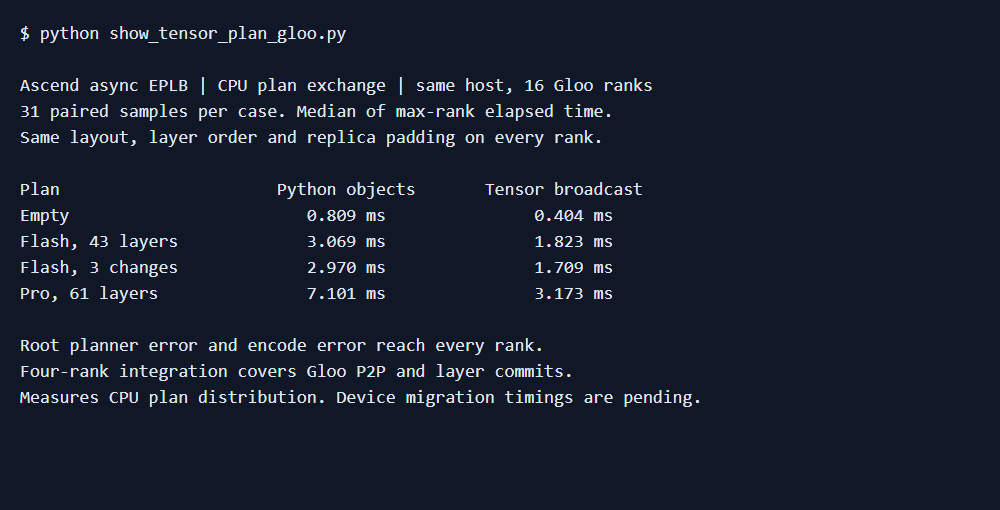 $ python show_tensor_plan_gloo.py
Ascend async EPLB | CPU plan exchange | same host, 16 Gloo ranks
31 paired samples per case. Median of max-rank elapsed time.
Same layout, layer order and replica padding on every rank.
Plan Python objects Tensor broadcast
Empty 0.809 ms 0.404 ms
Flash, 43 layers 3.069 ms 1.823 ms
Flash, 3 changes 2.970 ms 1.709 ms
Pro, 61 layers 7.101 ms 3.173 ms
Root planner error and encode error reach every rank.
Four-rank integration covers Gloo P2P and layer commits.
Measures CPU plan distribution. Device migration timings are pending.